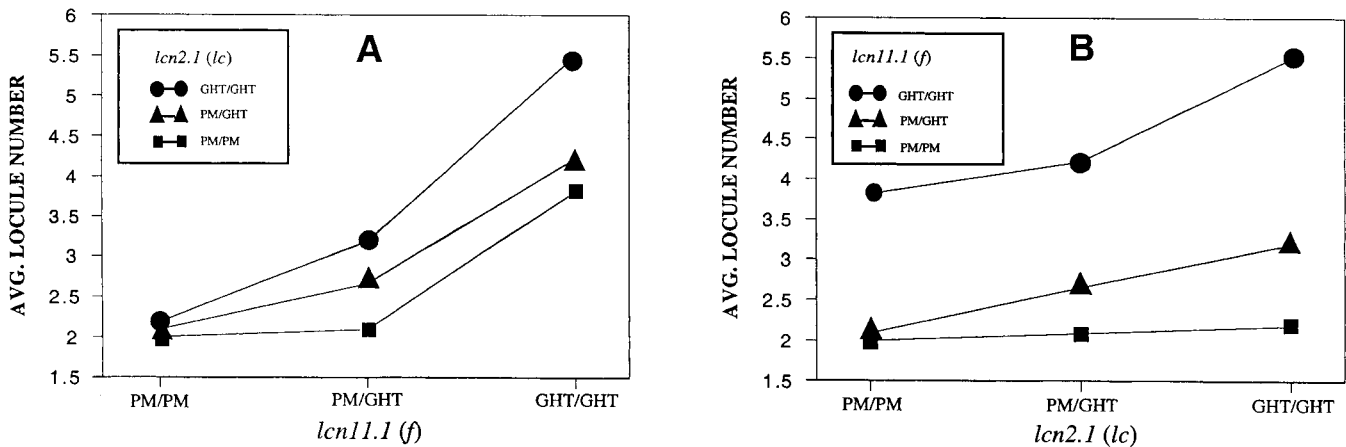 A
AVG. LOCULE NUMBER
6
5.5
5
4.5
4
3.5
3
2.5
2
1.5
lcn2.1 (lc)
GHT/GHT
PM/GHT
PM/PM
PM/PM PM/GHT GHT/GHT
lcn11.1 (f)
B
AVG. LOCULE NUMBER
6
5.5
5
4.5
4
3.5
3
2.5
2
1.5
lcn11.1 (f)
GHT/GHT
PM/GHT
PM/PM
PM/PM PM/GHT GHT/GHT
lcn2.1 (lc)